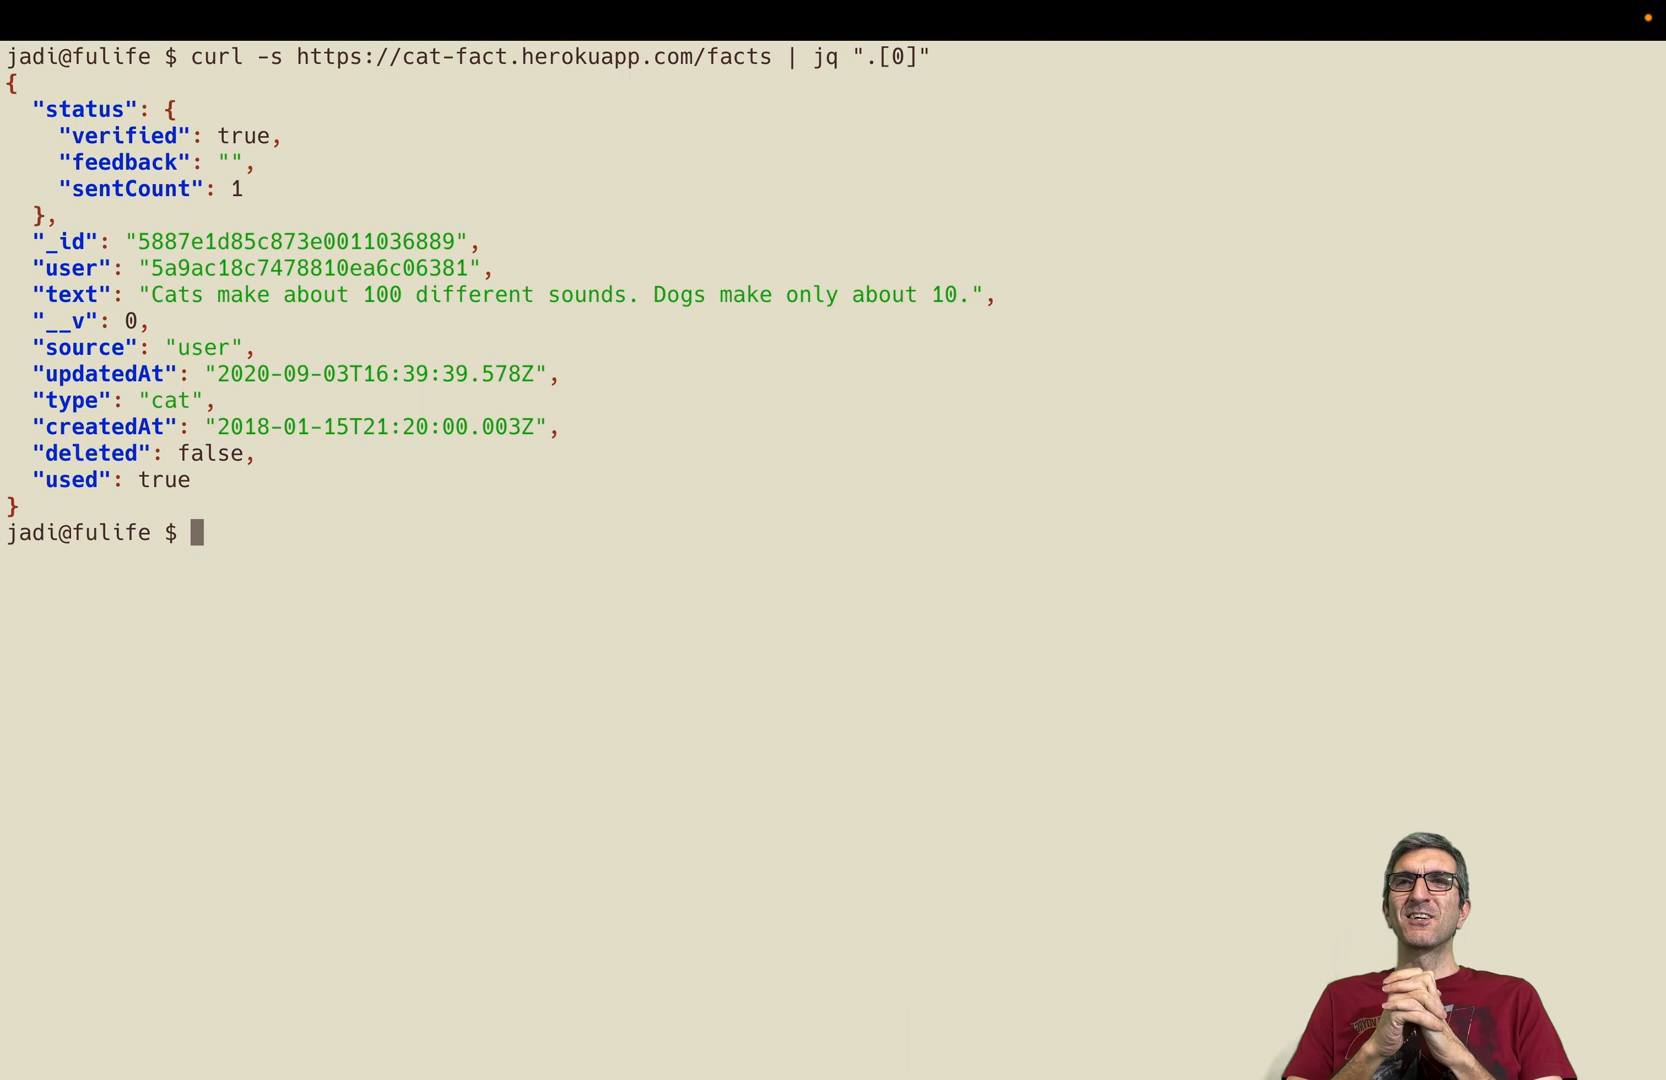 jadi@fulife $ curl -s https://cat-fact.herokuapp.com/facts | jq ".[0]"
{
  "status": {
    "verified": true,
    "feedback": "",
    "sentCount": 1
  },
  "_id": "5887e1d85c873e0011036889",
  "user": "5a9ac18c7478810ea6c06381",
  "text": "Cats make about 100 different sounds. Dogs make only about 10.",
  "__v": 0,
  "source": "user",
  "updatedAt": "2020-09-03T16:39:39.578Z",
  "type": "cat",
  "createdAt": "2018-01-15T21:20:00.003Z",
  "deleted": false,
  "used": true
}
jadi@fulife $